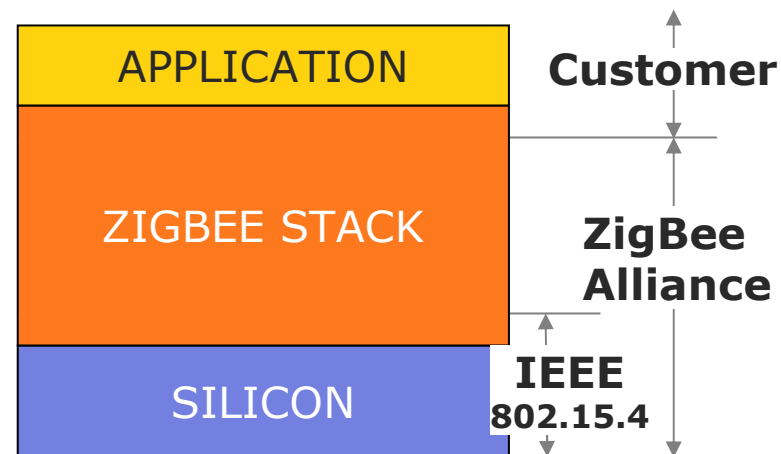 APPLICATION
Customer
ZIGBEE STACK
ZigBee
Alliance
IEEE
802.15.4
SILICON